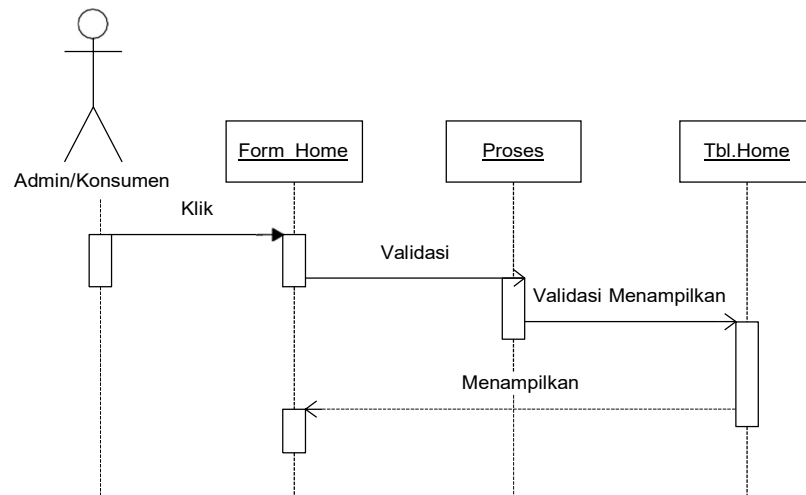 Form Home
Proses
Tbl.Home
Admin/Konsumen
Klik
Validasi
Validasi Menampilkan
Menampilkan